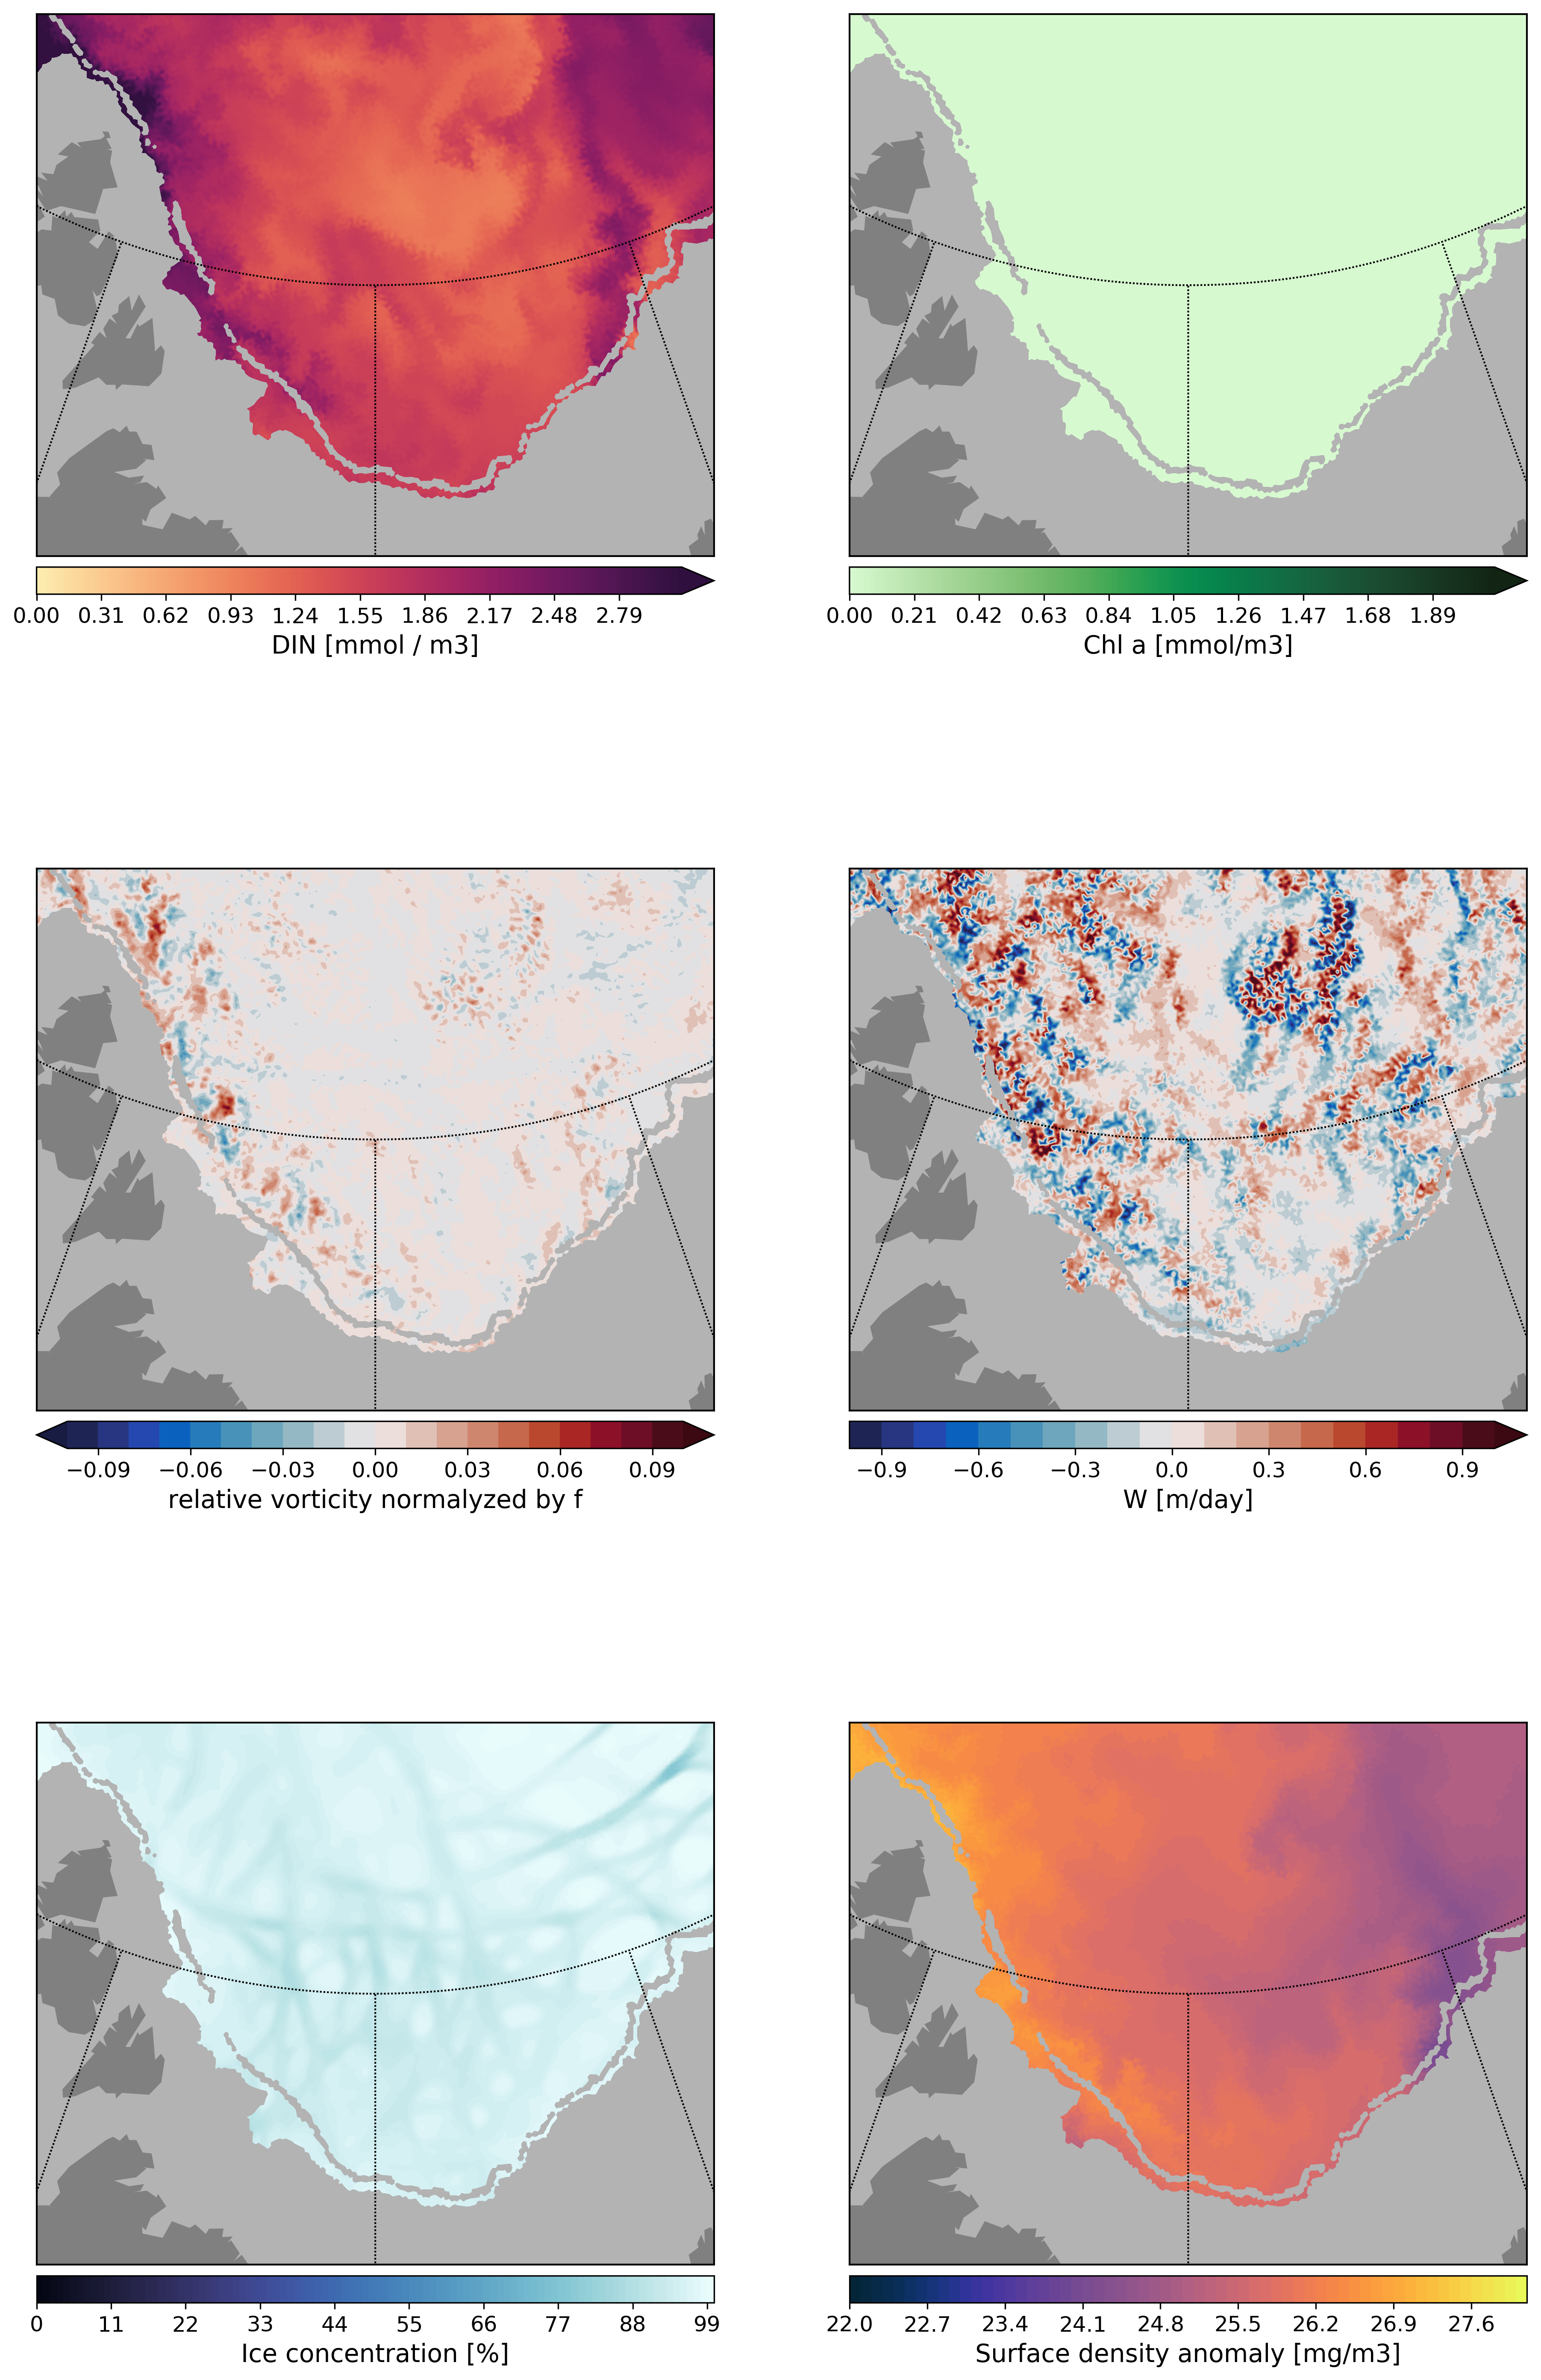 0.00 0.31 0.62 0.93 1.24 1.55 1.86 2.17 2.48 2.79
DIN [mmol / m3]
0.00 0.21 0.42 0.63 0.84 1.05 1.26 1.47 1.68 1.89
Chl a [mmol/m3]
−0.09 −0.06 −0.03 0.00 0.03 0.06 0.09
relative vorticity normalyzed by f
−0.9 −0.6 −0.3 0.0 0.3 0.6 0.9
W [m/day]
0 11 22 33 44 55 66 77 88 99
Ice concentration [%]
22.0 22.7 23.4 24.1 24.8 25.5 26.2 26.9 27.6
Surface density anomaly [mg/m3]